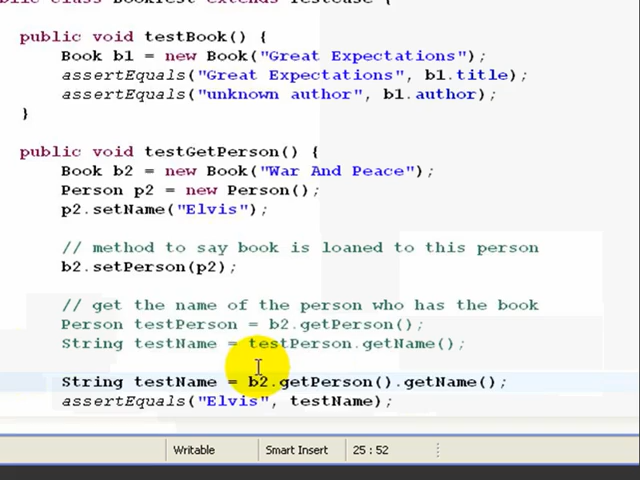 public class BookTest extends TestCase {
public void testBook() {
Book b1 = new Book("Great Expectations");
assertEquals("Great Expectations", b1.title);
assertEquals("unknown author", b1.author);
}
public void testGetPerson() {
Book b2 = new Book("War And Peace");
Person p2 = new Person();
p2.setName("Elvis");
// method to say book is loaned to this person
b2.setPerson(p2);
// get the name of the person who has the book
Person testPerson = b2.getPerson();
String testName = testPerson.getName();
String testName = b2.getPerson().getName();
assertEquals("Elvis", testName);
Writable Smart Insert 25 : 52